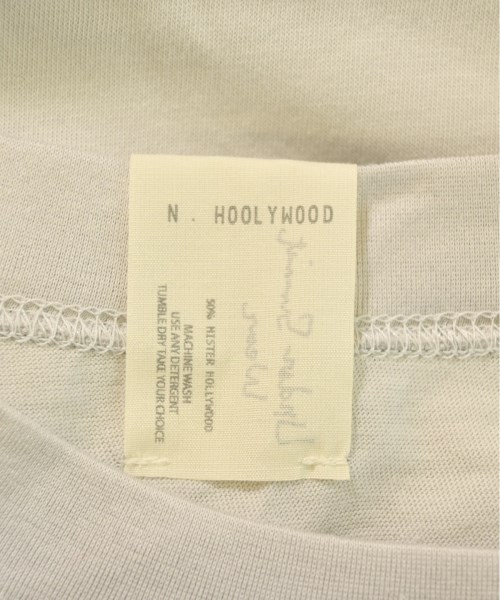 N. HOOLYWOOD
50% MISTER HOLLYWOOD
MACHINE WASH
USE ANY DETERGENT
TUMBLE DRY TAKE YOUR CHOICE